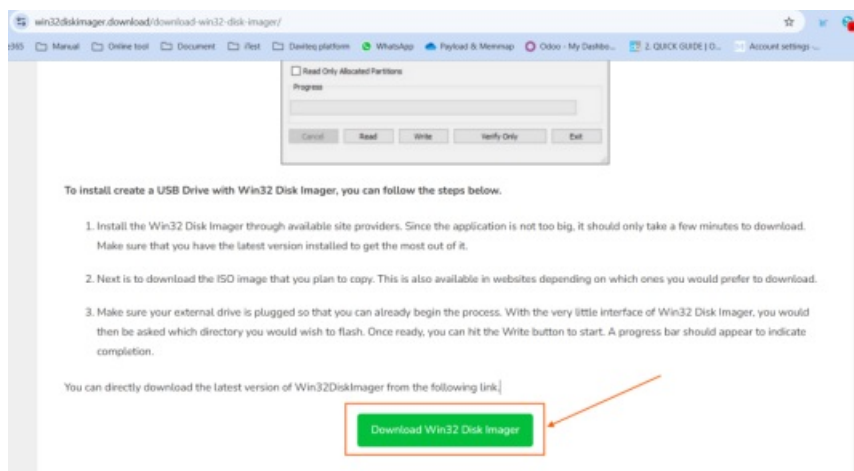 win32diskimager.download/download-win32-disk-imager/
Manual Online tool Document iTest Daviteq platform WhatsApp Payload & Memmap Odoo - My Dashbo... 2. QUICK GUIDE | O... Account settings -...
Read Only Allocated Partitions
Progress
Cancel Read Write Verify Only Exit
To install create a USB Drive with Win32 Disk Imager, you can follow the steps below.
1. Install the Win32 Disk Imager through available site providers. Since the application is not too big, it should only take a few minutes to download.
Make sure that you have the latest version installed to get the most out of it.
2. Next is to download the ISO image that you plan to copy. This is also available in websites depending on which ones you would prefer to download.
3. Make sure your external drive is plugged so that you can already begin the process. With the very little interface of Win32 Disk Imager, you would
then be asked which directory you would wish to flash. Once ready, you can hit the Write button to start. A progress bar should appear to indicate
completion.
You can directly download the latest version of Win32DiskImager from the following link.
Download Win32 Disk Imager